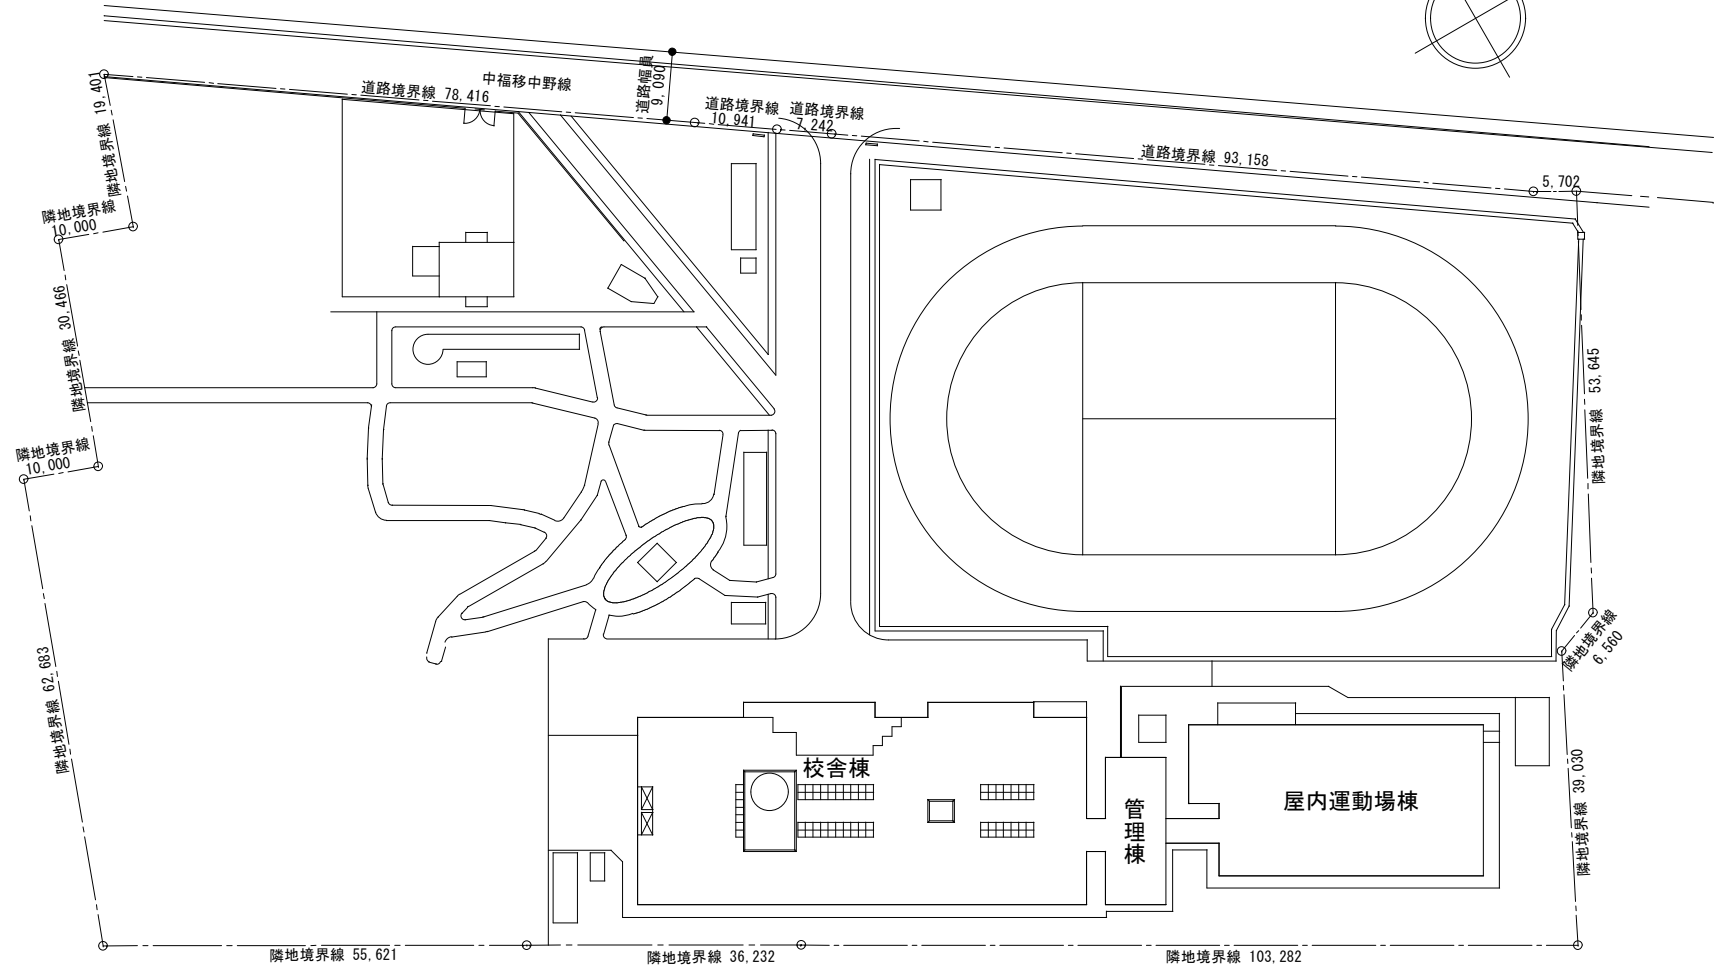 中福移中野線
道路境界線 78,416
道路幅員
9,090
道路境界線
10,941
道路境界線
7,242
道路境界線 93,158
5,702
隣地境界線 19,401
隣地境界線
10,000
隣地境界線 30,466
隣地境界線
10,000
隣地境界線 62,683
隣地境界線 53,645
隣地境界線
6,560
隣地境界線 39,030
校舎棟
管理棟
屋内運動場棟
隣地境界線 55,621
隣地境界線 36,232
隣地境界線 103,282